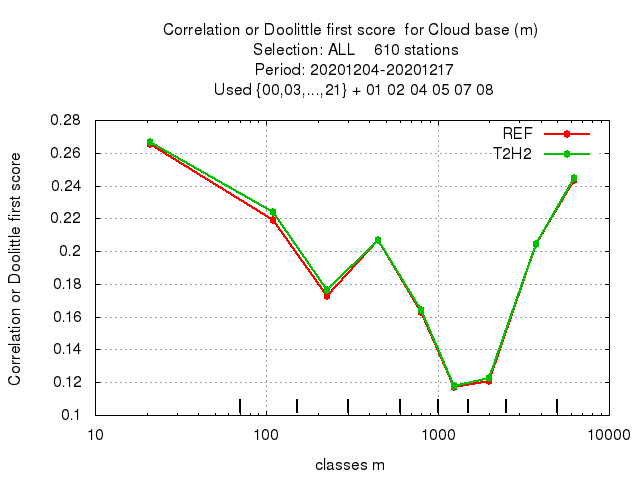 Correlation or Doolittle first score  for Cloud base (m)
Selection: ALL    610 stations
Period: 20201204-20201217
Used {00,03,...,21} + 01 02 04 05 07 08
REF
T2H2
Correlation or Doolittle first score
0.28
0.26
0.24
0.22
0.2
0.18
0.16
0.14
0.12
0.1
10
100
1000
10000
classes m